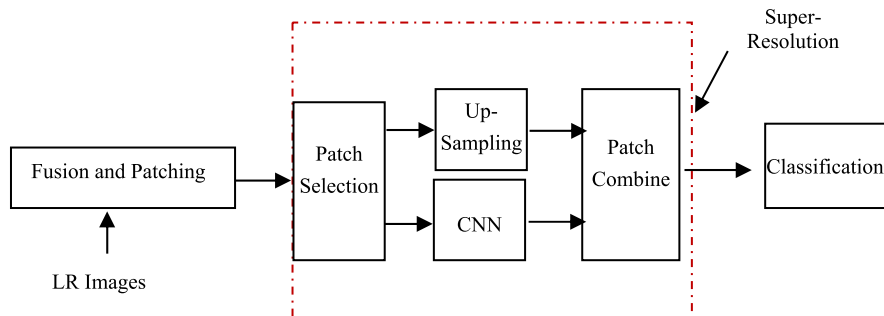 Super-
Resolution
Up-
Sampling
Patch
Selection
Patch
Combine
Fusion and Patching
Classification
CNN
LR Images